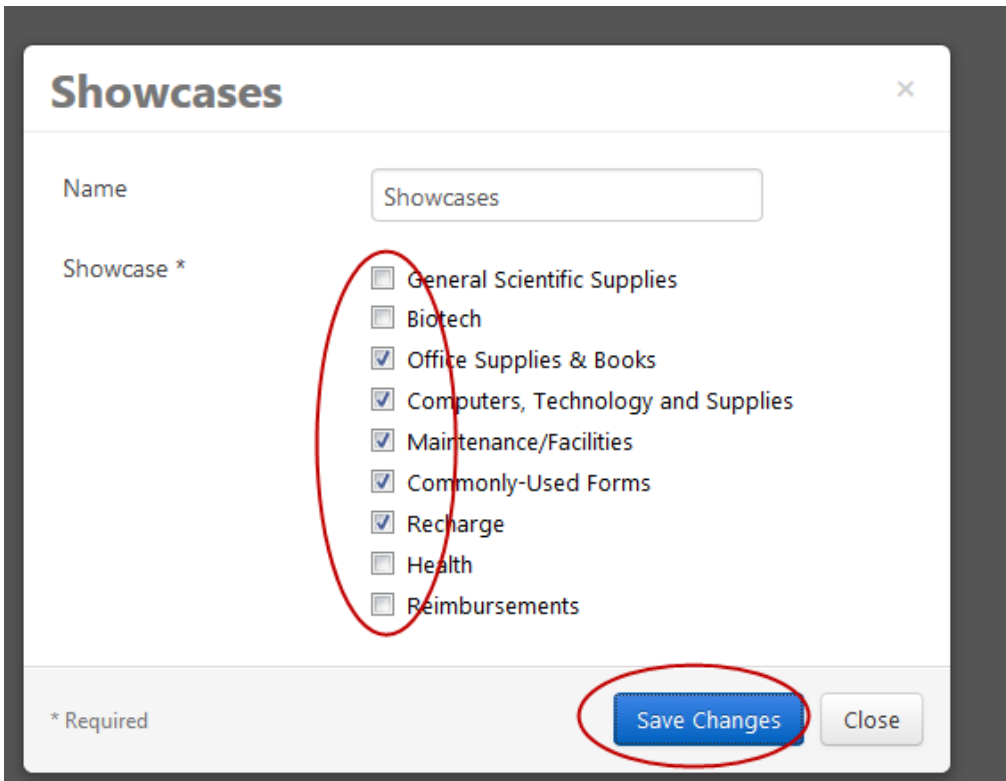 Showcases
×
Name
Showcases
Showcase *
General Scientific Supplies
Biotech
Office Supplies & Books
Computers, Technology and Supplies
Maintenance/Facilities
Commonly-Used Forms
Recharge
Health
Reimbursements
* Required
Save Changes
Close